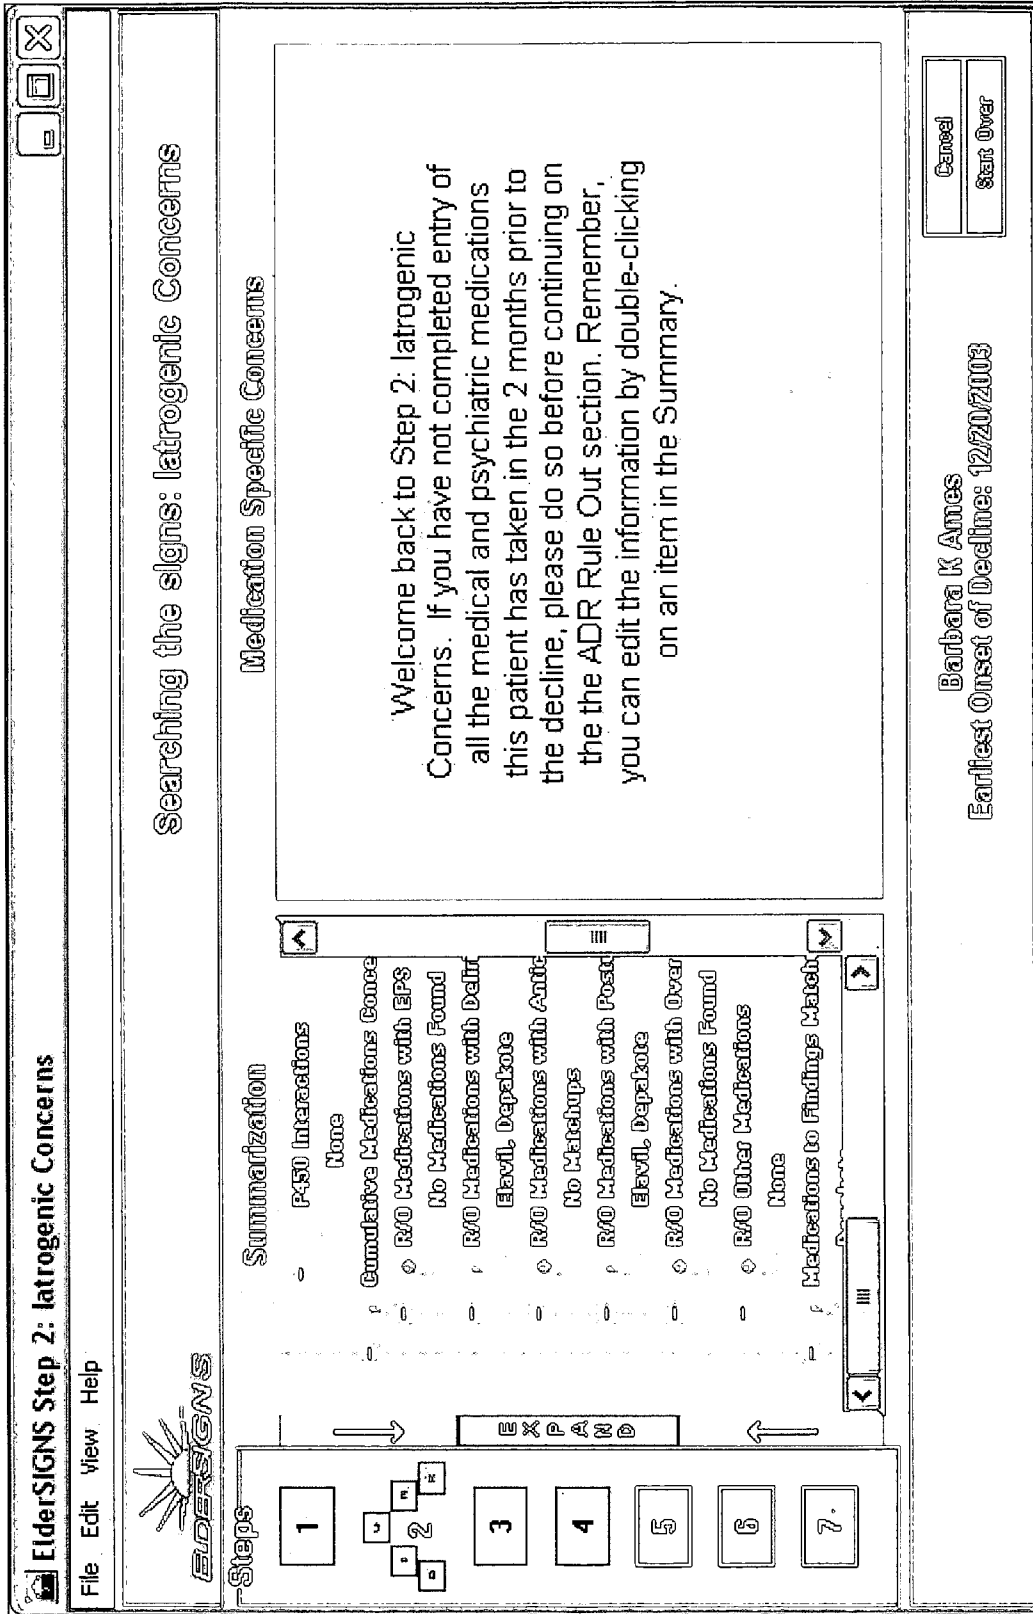 ElderSIGNS Step 2: Iatrogenic Concerns
File Edit View Help
ELDERSIGNS
Searching the signs: Iatrogenic Concerns
Steps
1
2
3
4
5
6
7
EXPAND
Summarization
P450 Interactions
None
Cumulative Medications Conce
R/O Medications with EPS
No Medications Found
R/O Medications with Deliri
Elavil, Depakote
R/O Medications with Antic
No Matchups
R/O Medications with Postu
Elavil, Depakote
R/O Medications with Over
No Medications Found
R/O Other Medications
None
Medications to Findings Match
Medication Specific Concerns
Welcome back to Step 2: Iatrogenic
Concerns. If you have not completed entry of
all the medical and psychiatric medications
this patient has taken in the 2 months prior to
the decline, please do so before continuing on
the the ADR Rule Out section. Remember,
you can edit the information by double-clicking
on an item in the Summary.
Barbara K Ames
Earliest Onset of Decline: 12/20/2003
Cancel
Start Over